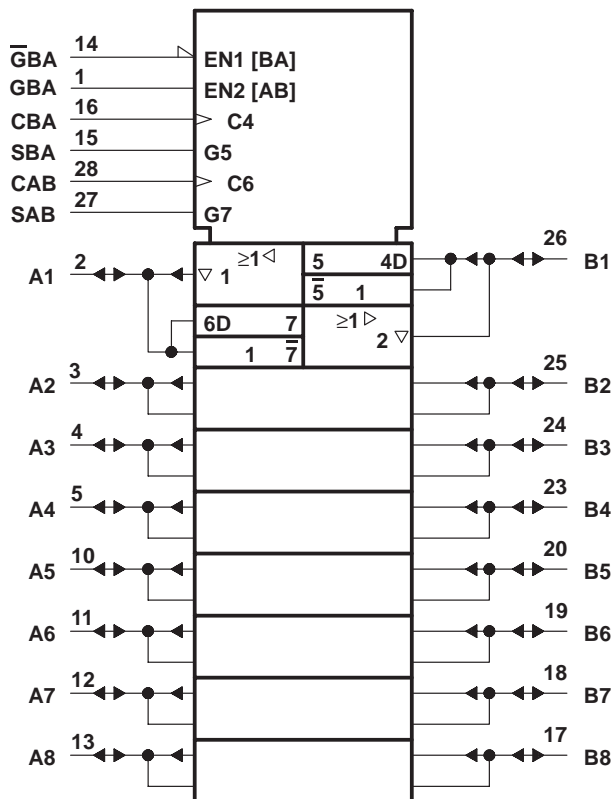 G̅BA 14 EN1 [BA]
GBA 1 EN2 [AB]
CBA 16 C4
SBA 15 G5
CAB 28 C6
SAB 27 G7
A1 2 ▽ 1 ≥1 ◁ 5 4D 26 B1
5̅ 1
6D 7 ≥1 ▷
1 7̅ 2 ▽
A2 3 25 B2
A3 4 24 B3
A4 5 23 B4
A5 10 20 B5
A6 11 19 B6
A7 12 18 B7
A8 13 17 B8